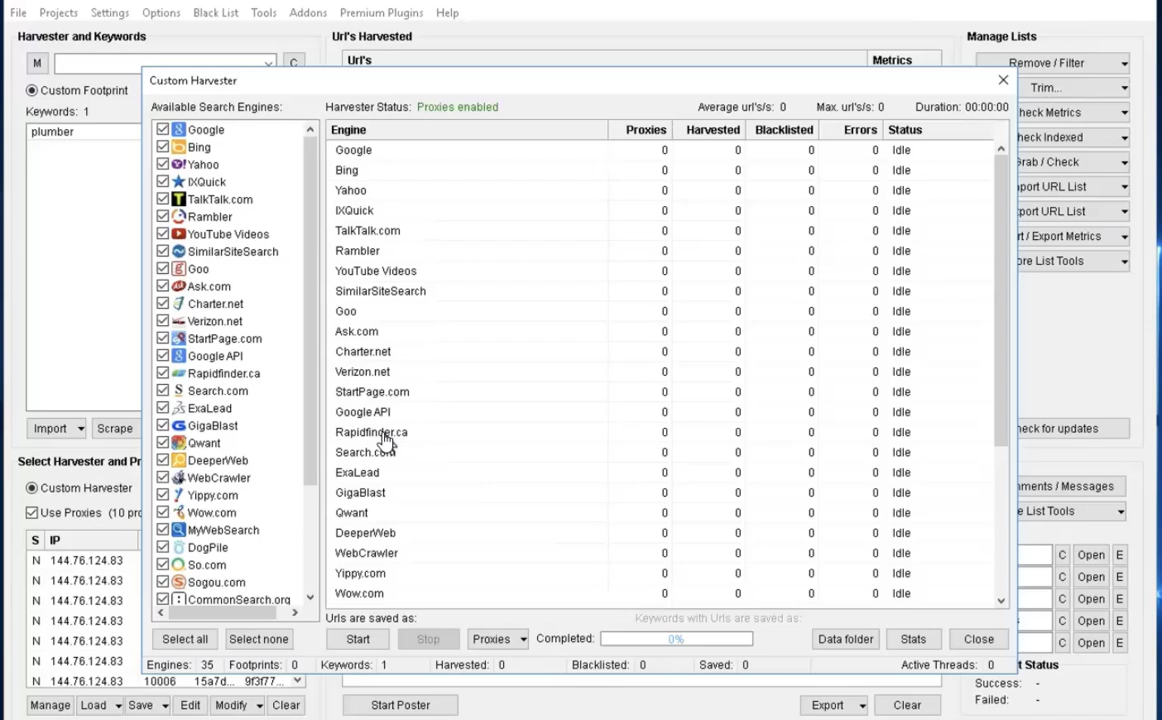 File Projects Settings Options Black List Tools Addons Premium Plugins Help
Harvester and Keywords
M
C
Custom Footprint
Keywords: 1
plumber
Import
Scrape
Url's Harvested
Url's Metrics
Manage Lists
Remove / Filter
Trim...
heck Metrics
heck Indexed
rab / Check
port URL List
port URL List
rt / Export Metrics
ore List Tools
heck for updates
Custom Harvester
Available Search Engines:
Google
Bing
Yahoo
IXQuick
TalkTalk.com
Rambler
YouTube Videos
SimilarSiteSearch
Goo
Ask.com
Charter.net
Verizon.net
StartPage.com
Google API
Rapidfinder.ca
Search.com
ExaLead
GigaBlast
Qwant
DeeperWeb
WebCrawler
Yippy.com
Wow.com
MyWebSearch
DogPile
So.com
Sogou.com
CommonSearch.org
Select all
Select none
Harvester Status: Proxies enabled Average url's/s: 0 Max. url's/s: 0 Duration: 00:00:00
Engine Proxies Harvested Blacklisted Errors Status
Google 0 0 0 0 Idle
Bing 0 0 0 0 Idle
Yahoo 0 0 0 0 Idle
IXQuick 0 0 0 0 Idle
TalkTalk.com 0 0 0 0 Idle
Rambler 0 0 0 0 Idle
YouTube Videos 0 0 0 0 Idle
SimilarSiteSearch 0 0 0 0 Idle
Goo 0 0 0 0 Idle
Ask.com 0 0 0 0 Idle
Charter.net 0 0 0 0 Idle
Verizon.net 0 0 0 0 Idle
StartPage.com 0 0 0 0 Idle
Google API 0 0 0 0 Idle
Rapidfinder.ca 0 0 0 0 Idle
Search.com 0 0 0 0 Idle
ExaLead 0 0 0 0 Idle
GigaBlast 0 0 0 0 Idle
Qwant 0 0 0 0 Idle
DeeperWeb 0 0 0 0 Idle
WebCrawler 0 0 0 0 Idle
Yippy.com 0 0 0 0 Idle
Wow.com 0 0 0 0 Idle
Urls are saved as: Keywords with Urls are saved as:
Start Stop Proxies Completed: 0% Data folder Stats Close
Engines: 35 Footprints: 0 Keywords: 1 Harvested: 0 Blacklisted: 0 Saved: 0 Active Threads: 0
Select Harvester and Pr
Custom Harvester
Use Proxies (10 pro
S IP
N 144.76.124.83
N 144.76.124.83
N 144.76.124.83
N 144.76.124.83
N 144.76.124.83
N 144.76.124.83
N 144.76.124.83 10006 15a7d... 9f3f77...
Manage Load Save Edit Modify Clear
Start Poster
Export
Clear
mments / Messages
e List Tools
C Open E
C Open E
C Open E
C Open E
C Open E
t Status
Success: -
Failed: -